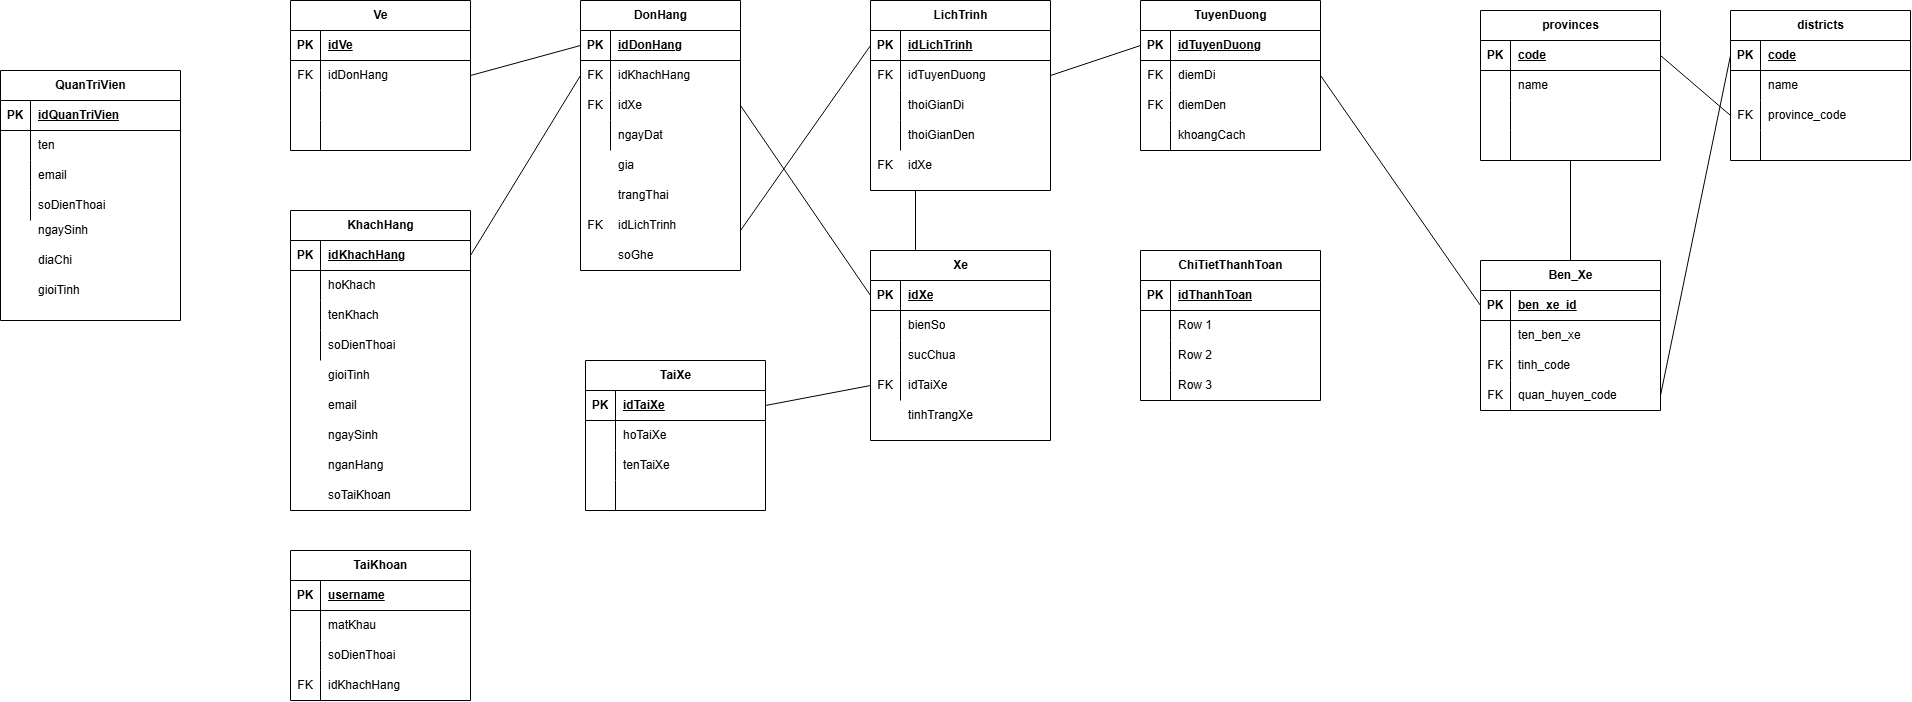 QuanTriVien
PK idQuanTriVien
ten
email
soDienThoai
ngaySinh
diaChi
gioiTinh
Ve
PK idVe
FK idDonHang
KhachHang
PK idKhachHang
hoKhach
tenKhach
soDienThoai
gioiTinh
email
ngaySinh
nganHang
soTaiKhoan
TaiKhoan
PK username
matKhau
soDienThoai
FK idKhachHang
DonHang
PK idDonHang
FK idKhachHang
FK idXe
ngayDat
gia
trangThai
FK idLichTrinh
soGhe
TaiXe
PK idTaiXe
hoTaiXe
tenTaiXe
LichTrinh
PK idLichTrinh
FK idTuyenDuong
thoiGianDi
thoiGianDen
FK idXe
Xe
PK idXe
bienSo
sucChua
FK idTaiXe
tinhTrangXe
TuyenDuong
PK idTuyenDuong
FK diemDi
FK diemDen
khoangCach
ChiTietThanhToan
PK idThanhToan
Row 1
Row 2
Row 3
provinces
PK code
name
Ben_Xe
PK ben_xe_id
ten_ben_xe
FK tinh_code
FK quan_huyen_code
districts
PK code
name
FK province_code